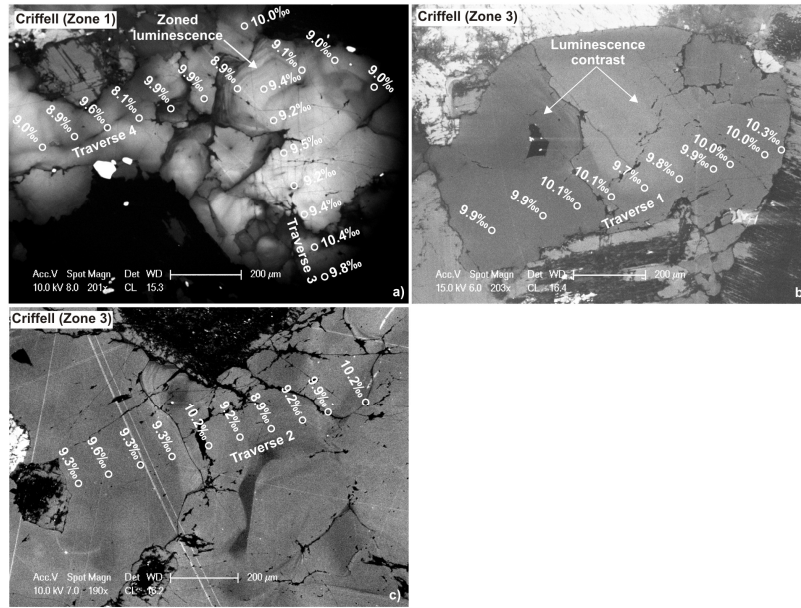 Criffell (Zone 1)
Zoned
luminescence
10.0‰
9.1‰
9.0‰
9.0‰
8.9‰
9.4‰
9.9‰
9.9‰
8.1‰
9.6‰
8.9‰
9.0‰
Traverse 4
9.2‰
9.5‰
9.2‰
9.4‰
10.4‰
9.8‰
Traverse 3
Acc.V Spot Magn Det WD
10.0 kV 8.0 201x CL 15.3
200 µm
a)
Criffell (Zone 3)
Luminescence
contrast
9.9‰
9.9‰
10.1‰
10.1‰
9.7‰
9.8‰
9.9‰
10.0‰
10.0‰
10.3‰
Traverse 1
Acc.V Spot Magn Det WD
15.0 kV 6.0 203x CL 16.4
200 µm
b)
Criffell (Zone 3)
9.3‰
9.6‰
9.3‰
9.3‰
10.2‰
9.2‰
8.9‰
9.2‰
9.9‰
10.2‰
Traverse 2
Acc.V Spot Magn Det WD
10.0 kV 7.0 190x CL 16.2
200 µm
c)